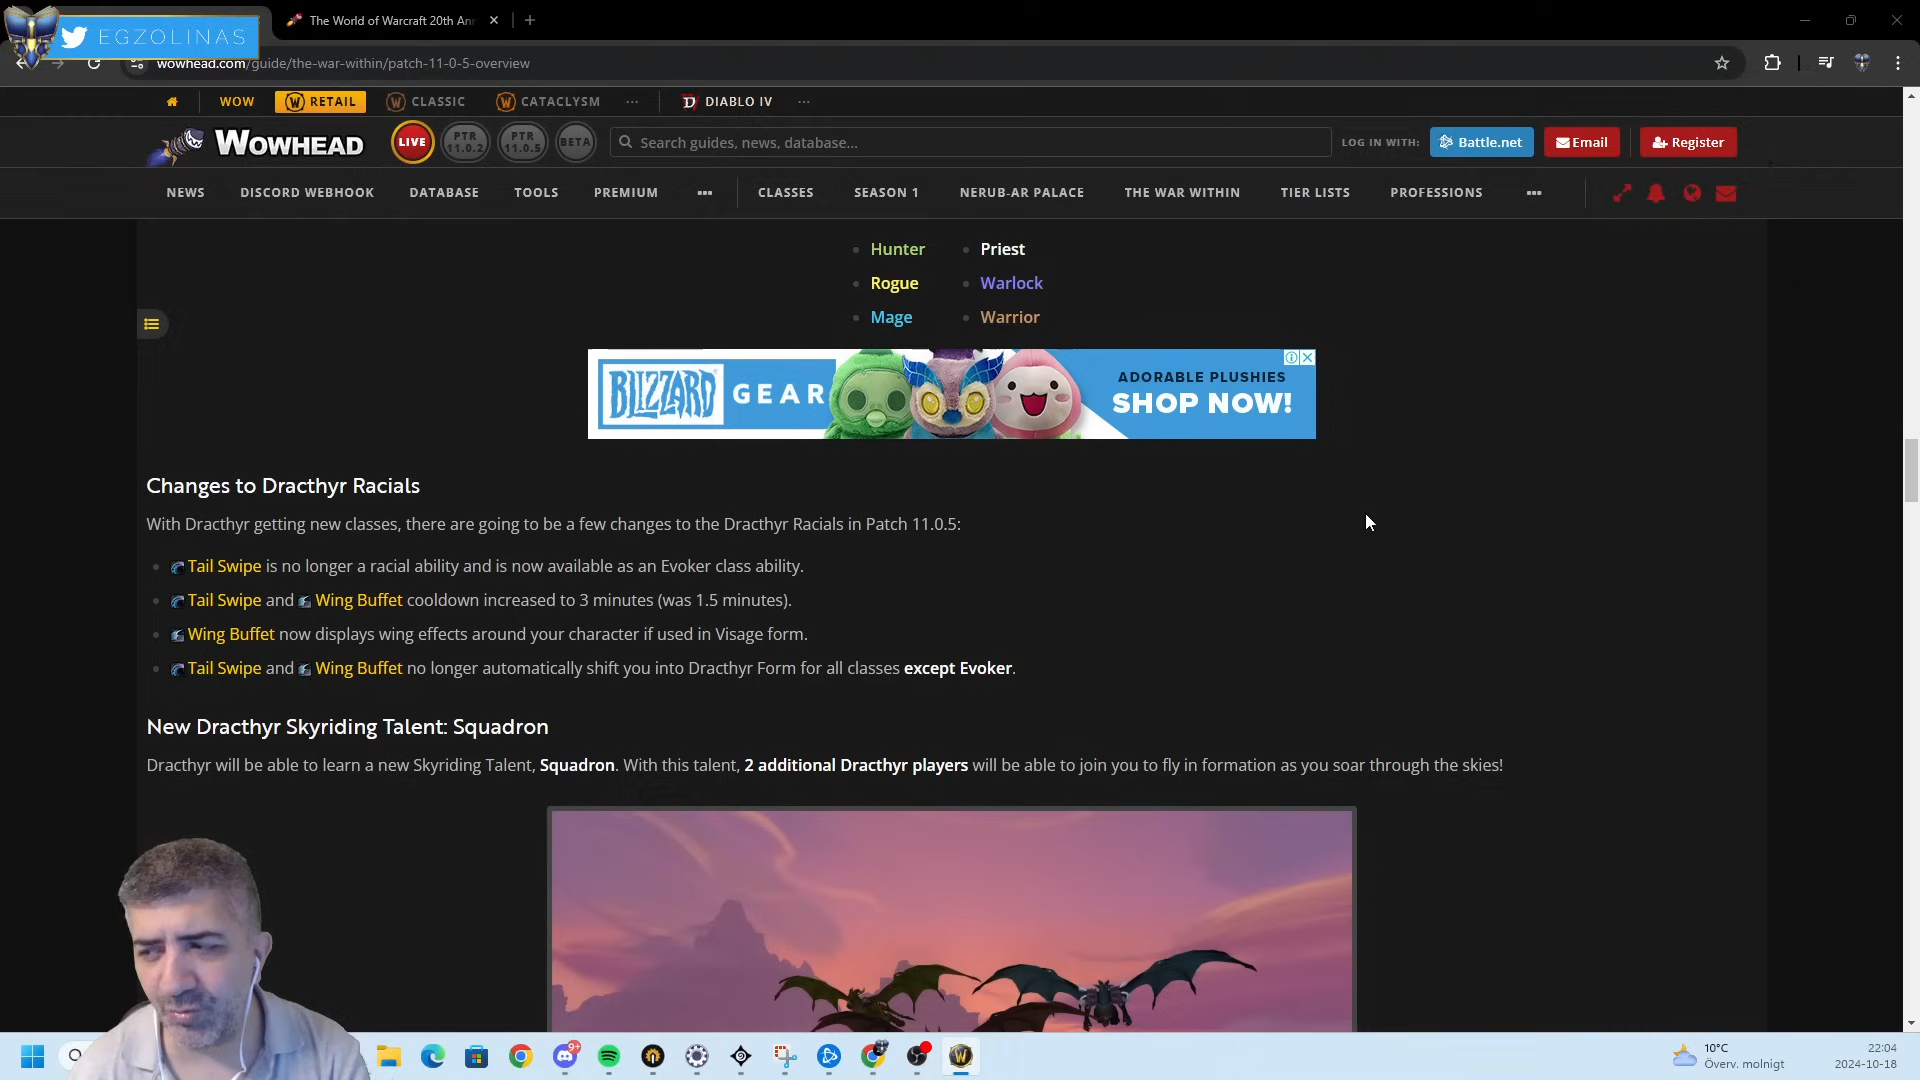 EGZOLINAS
The World of Warcraft 20th Ann
wowhead.com/guide/the-war-within/patch-11-0-5-overview
WOW RETAIL CLASSIC CATACLYSM DIABLO IV
WOWHEAD
LIVE
PTR 11.0.2
PTR 11.0.5
BETA
Search guides, news, database...
LOG IN WITH: Battle.net Email Register
NEWS DISCORD WEBHOOK DATABASE TOOLS PREMIUM CLASSES SEASON 1 NERUB-AR PALACE THE WAR WITHIN TIER LISTS PROFESSIONS
Hunter Priest
Rogue Warlock
Mage Warrior
BLIZZARD GEAR
ADORABLE PLUSHIES
SHOP NOW!
Changes to Dracthyr Racials
With Dracthyr getting new classes, there are going to be a few changes to the Dracthyr Racials in Patch 11.0.5:
Tail Swipe is no longer a racial ability and is now available as an Evoker class ability.
Tail Swipe and Wing Buffet cooldown increased to 3 minutes (was 1.5 minutes).
Wing Buffet now displays wing effects around your character if used in Visage form.
Tail Swipe and Wing Buffet no longer automatically shift you into Dracthyr Form for all classes except Evoker.
New Dracthyr Skyriding Talent: Squadron
Dracthyr will be able to learn a new Skyriding Talent, Squadron. With this talent, 2 additional Dracthyr players will be able to join you to fly in formation as you soar through the skies!
9+
10°C
Överv. molnigt
22:04
2024-10-18